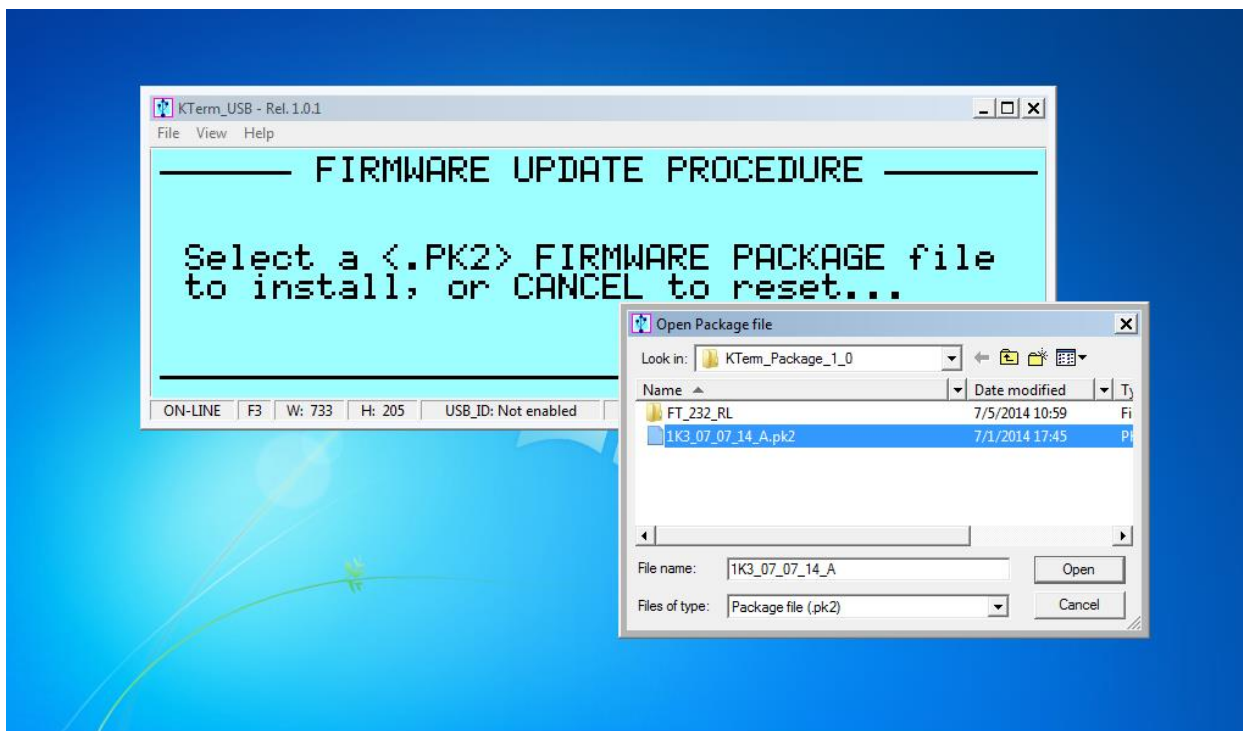 KTerm_USB - Rel. 1.0.1
File View Help
FIRMWARE UPDATE PROCEDURE
Select a <.PK2> FIRMWARE PACKAGE file
to install, or CANCEL to reset...
ON-LINE F3 W: 733 H: 205 USB_ID: Not enabled
Open Package file
Look in: KTerm_Package_1_0
Name Date modified Ty
FT_232_RL 7/5/2014 10:59 Fi
1K3_07_07_14_A.pk2 7/1/2014 17:45 PK
File name: 1K3_07_07_14_A Open
Files of type: Package file (.pk2) Cancel